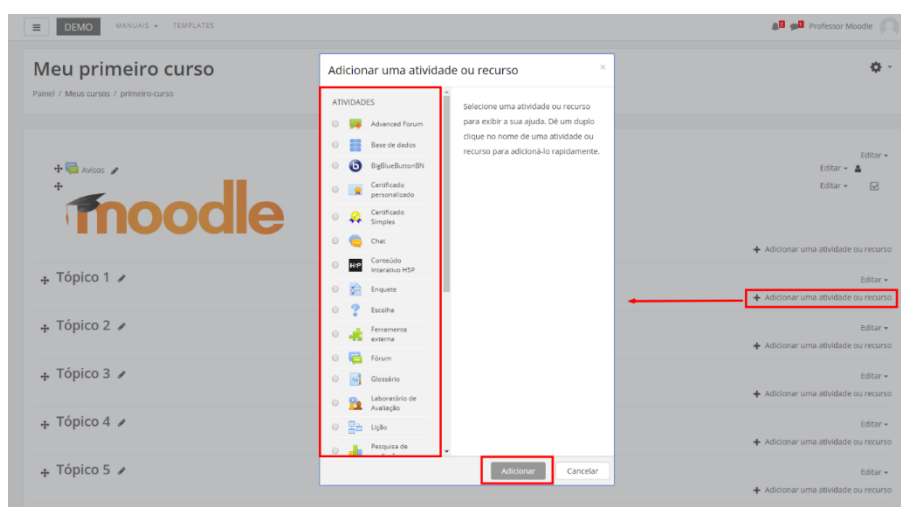 DEMO MANUAIS TEMPLATES 1 1 Professor Moodle
Meu primeiro curso
Painel / Meus cursos / primeiro-curso
Adicionar uma atividade ou recurso ×
ATIVIDADES
Advanced Forum
Base de dados
BigBlueButtonBN
Certificado
personalizado
Certificado
Simples
Chat
H-P Conteúdo
Interativo H5P
Enquete
Escolha
Ferramenta
externa
Fórum
Glossário
Laboratório de
Avaliação
Lição
Pesquisa de
Selecione uma atividade ou recurso
para exibir a sua ajuda. Dê um duplo
clique no nome de uma atividade ou
recurso para adicioná-lo rapidamente.
Adicionar Cancelar
Editar
Avisos Editar
Editar
moodle
Adicionar uma atividade ou recurso
Tópico 1 Editar
Adicionar uma atividade ou recurso
Tópico 2 Editar
Adicionar uma atividade ou recurso
Tópico 3 Editar
Adicionar uma atividade ou recurso
Tópico 4 Editar
Adicionar uma atividade ou recurso
Tópico 5 Editar
Adicionar uma atividade ou recurso